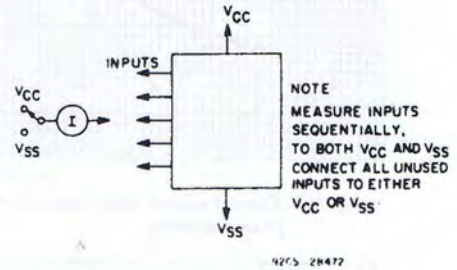 VCC
INPUTS
VCC
I
VSS
NOTE
MEASURE INPUTS
SEQUENTIALLY,
TO BOTH VCC AND VSS
CONNECT ALL UNUSED
INPUTS TO EITHER
VCC OR VSS
VSS
92CS 28472